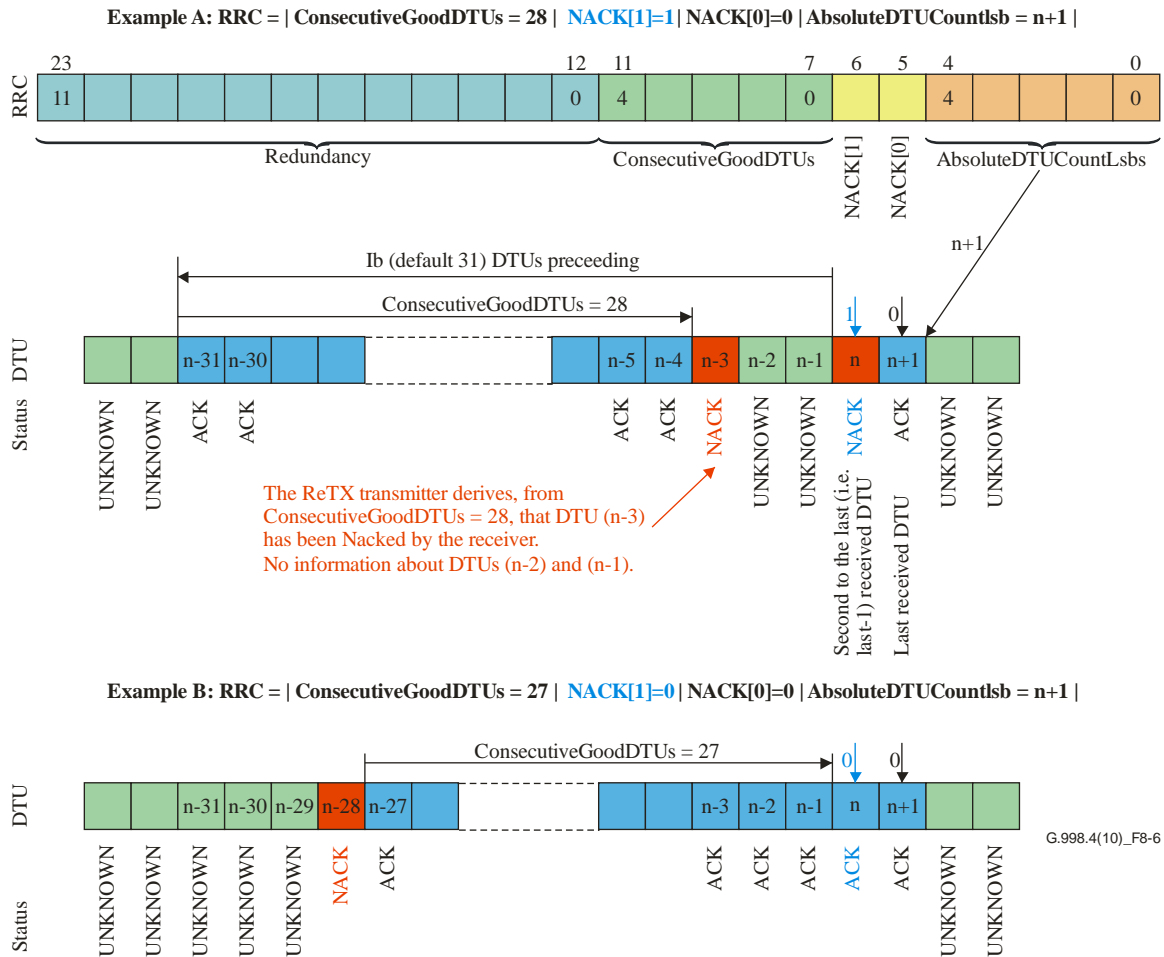 Example A: RRC = | ConsecutiveGoodDTUs = 28 | NACK[1]=1 | NACK[0]=0 | AbsoluteDTUCountlsb = n+1 |
23 12 11 7 6 5 4 0
RRC
11 0 4 0 4 0
Redundancy
ConsecutiveGoodDTUs
NACK[1]
NACK[0]
AbsoluteDTUCountLsbs
n+1
Ib (default 31) DTUs preceeding
ConsecutiveGoodDTUs = 28
1 0
DTU
n-31 n-30 n-5 n-4 n-3 n-2 n-1 n n+1
Status
UNKNOWN
UNKNOWN
ACK
ACK
ACK
ACK
NACK
UNKNOWN
UNKNOWN
NACK
ACK
UNKNOWN
UNKNOWN
The ReTX transmitter derives, from
ConsecutiveGoodDTUs = 28, that DTU (n-3)
has been Nacked by the receiver.
No information about DTUs (n-2) and (n-1).
Second to the last (i.e.
last-1) received DTU
Last received DTU
Example B: RRC = | ConsecutiveGoodDTUs = 27 | NACK[1]=0 | NACK[0]=0 | AbsoluteDTUCountlsb = n+1 |
ConsecutiveGoodDTUs = 27
0 0
DTU
n-31 n-30 n-29 n-28 n-27 n-3 n-2 n-1 n n+1
G.998.4(10)_F8-6
Status
UNKNOWN
UNKNOWN
UNKNOWN
UNKNOWN
UNKNOWN
NACK
ACK
ACK
ACK
ACK
ACK
ACK
UNKNOWN
UNKNOWN